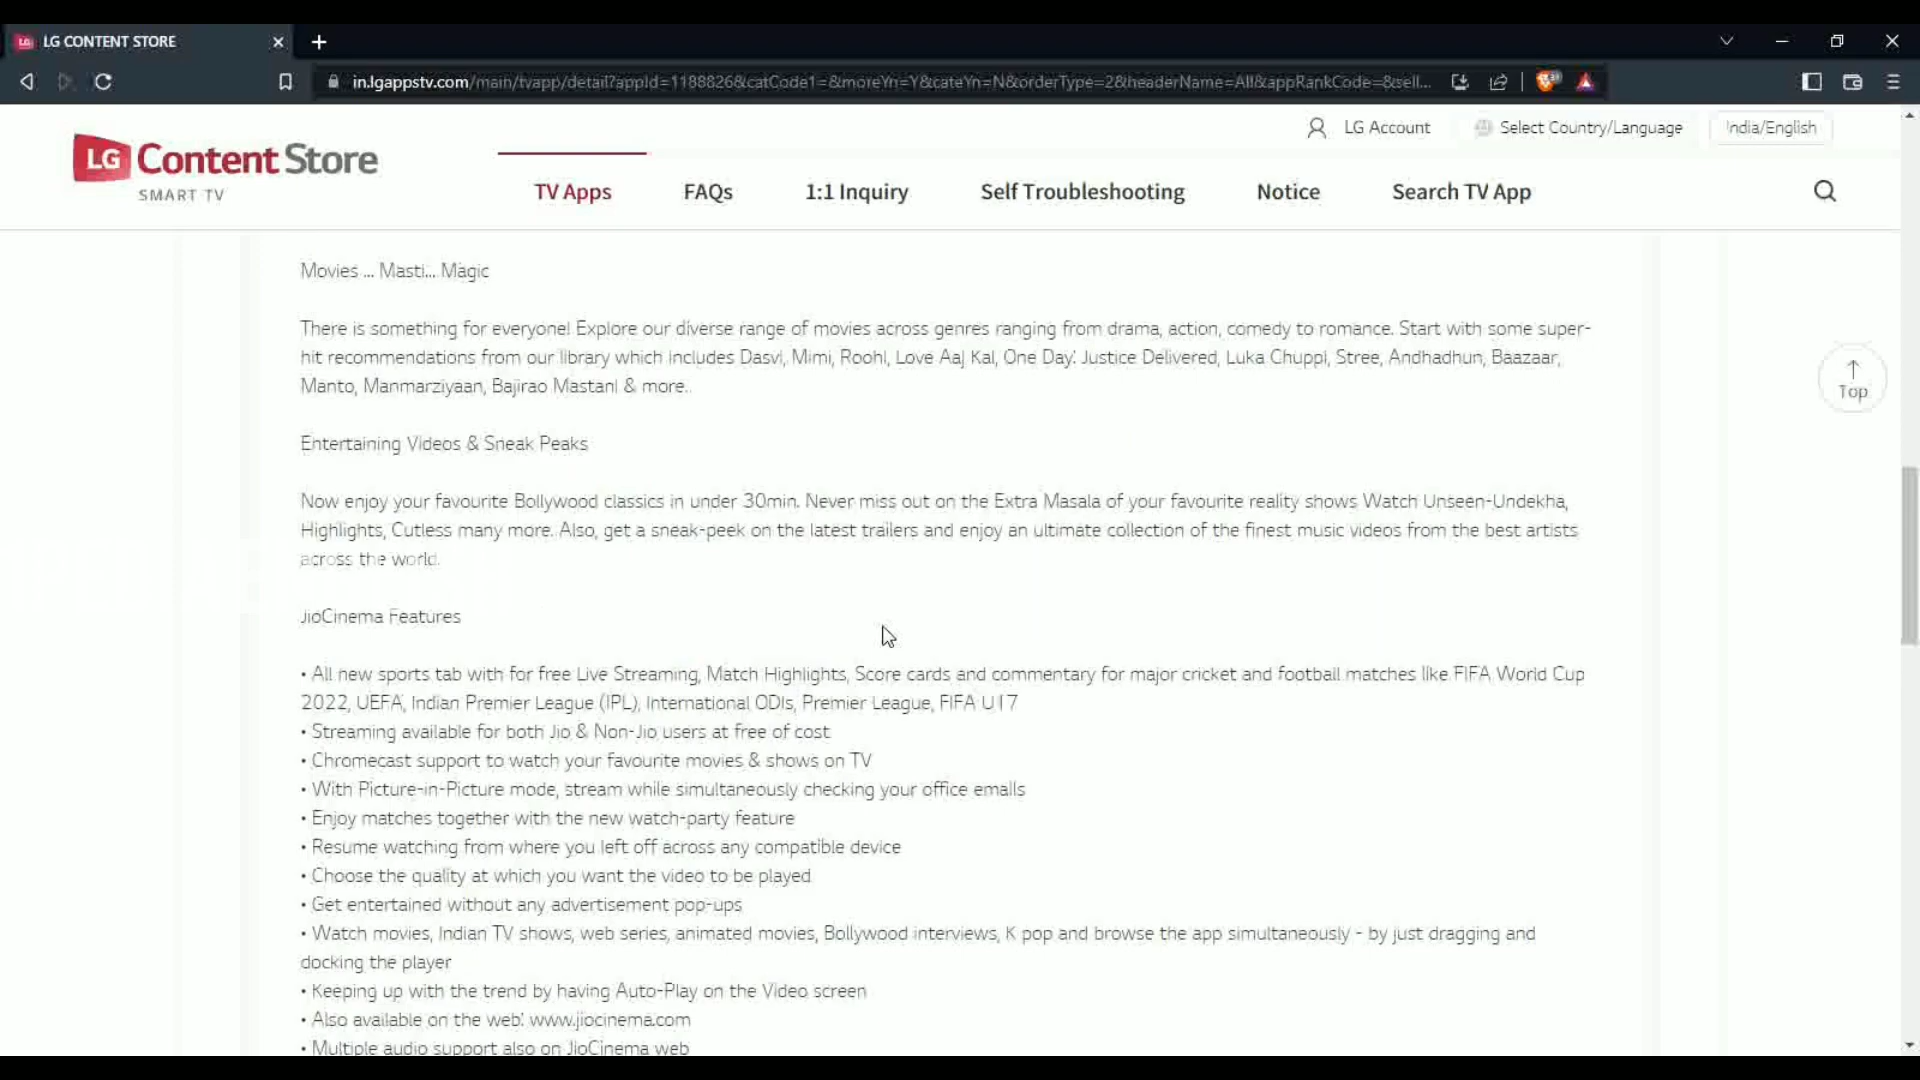 LG CONTENT STORE
in.lgappstv.com/main/tvapp/detail?appId=1188826&catCode1=&moreYn=Y&cateYn=N&orderType=2&headerName=All&appRankCode=&sell...
LG Account
Select Country/Language
India/English
LG Content Store
SMART TV
TV Apps
FAQs
1:1 Inquiry
Self Troubleshooting
Notice
Search TV App
Movies ... Masti... Magic
There is something for everyone! Explore our diverse range of movies across genres ranging from drama, action, comedy to romance. Start with some super-
hit recommendations from our library which includes Dasvi, Mimi, Roohi, Love Aaj Kal, One Day: Justice Delivered, Luka Chuppi, Stree, Andhadhun, Baazaar,
Manto, Manmarziyaan, Bajirao Mastani & more..
Top
Entertaining Videos & Sneak Peaks
Now enjoy your favourite Bollywood classics in under 30min. Never miss out on the Extra Masala of your favourite reality shows Watch Unseen-Undekha,
Highlights, Cutless many more. Also, get a sneak-peek on the latest trailers and enjoy an ultimate collection of the finest music videos from the best artists
across the world.
JioCinema Features
• All new sports tab with for free Live Streaming, Match Highlights, Score cards and commentary for major cricket and football matches like FIFA World Cup
2022, UEFA, Indian Premier League (IPL), International ODIs, Premier League, FIFA U17
• Streaming available for both Jio & Non-Jio users at free of cost
• Chromecast support to watch your favourite movies & shows on TV
• With Picture-in-Picture mode, stream while simultaneously checking your office emails
• Enjoy matches together with the new watch-party feature
• Resume watching from where you left off across any compatible device
• Choose the quality at which you want the video to be played
• Get entertained without any advertisement pop-ups
• Watch movies, Indian TV shows, web series, animated movies, Bollywood interviews, K pop and browse the app simultaneously - by just dragging and
docking the player
• Keeping up with the trend by having Auto-Play on the Video screen
• Also available on the web: www.jiocinema.com
• Multiple audio support also on JioCinema web